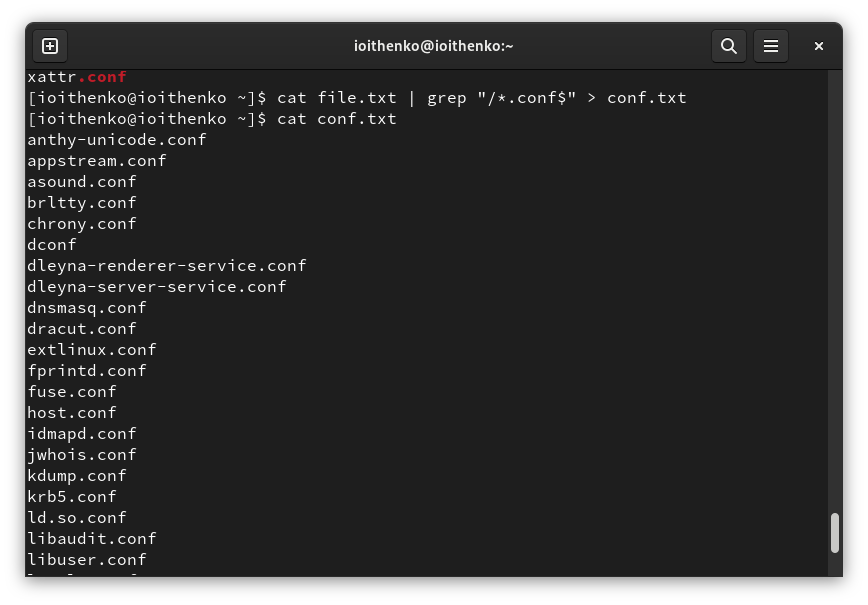 ioithenko@ioithenko:~
xattr.conf
[ioithenko@ioithenko ~]$ cat file.txt | grep "/*.conf$" > conf.txt
[ioithenko@ioithenko ~]$ cat conf.txt
anthy-unicode.conf
appstream.conf
asound.conf
brltty.conf
chrony.conf
dconf
dleyna-renderer-service.conf
dleyna-server-service.conf
dnsmasq.conf
dracut.conf
extlinux.conf
fprintd.conf
fuse.conf
host.conf
idmapd.conf
jwhois.conf
kdump.conf
krb5.conf
ld.so.conf
libaudit.conf
libuser.conf